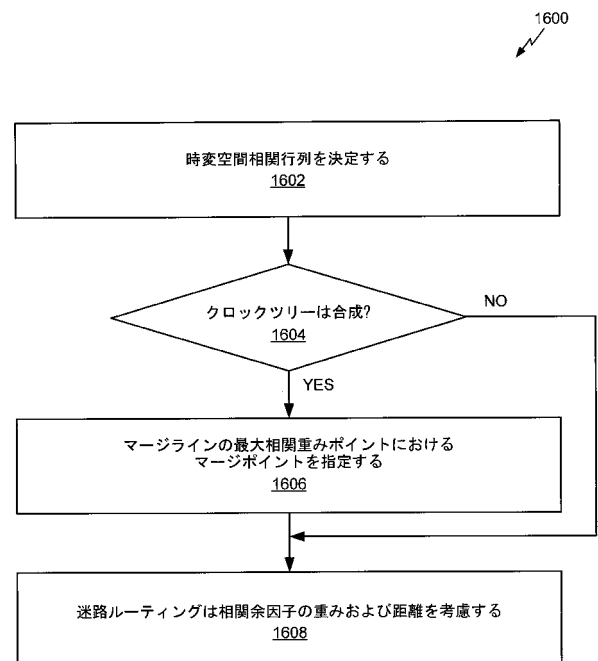 1600
時変空間相関行列を決定する
1602
クロックツリーは合成?
1604
NO
YES
マージラインの最大相関重みポイントにおける
マージポイントを指定する
1606
迷路ルーティングは相関余因子の重みおよび距離を考慮する
1608